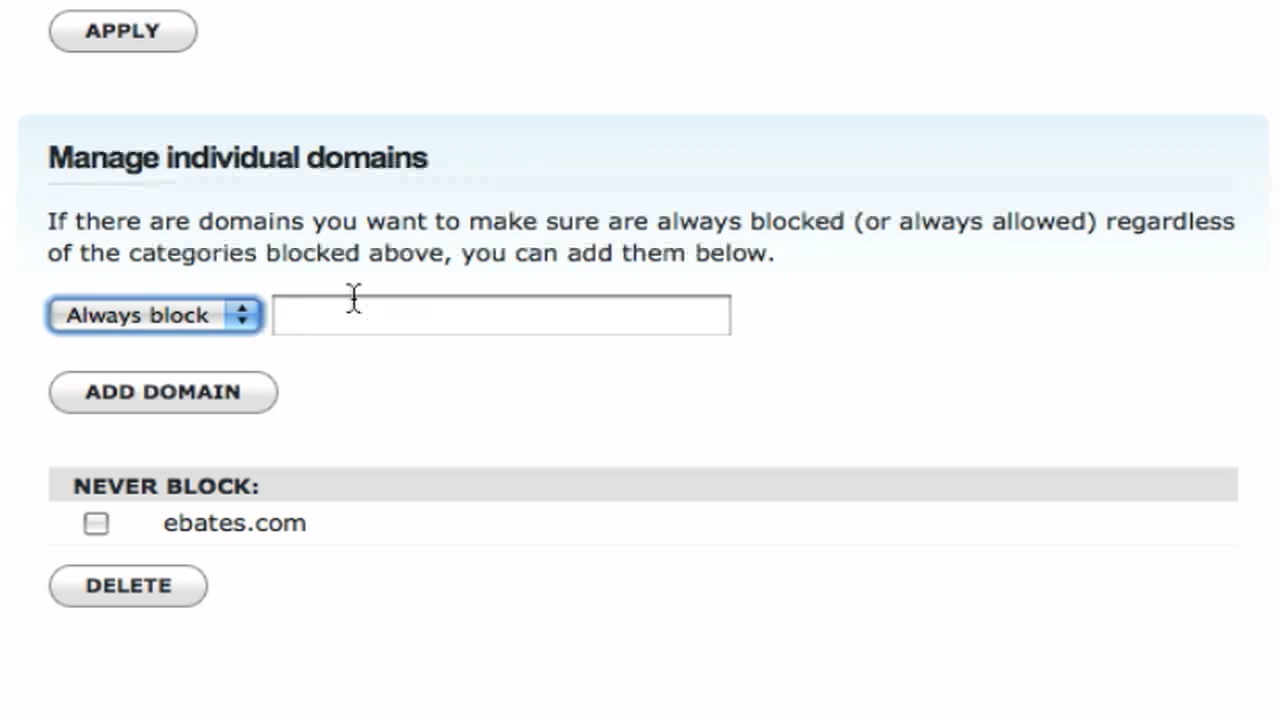 APPLY
Manage individual domains
If there are domains you want to make sure are always blocked (or always allowed) regardless
of the categories blocked above, you can add them below.
Always block
ADD DOMAIN
NEVER BLOCK:
ebates.com
DELETE